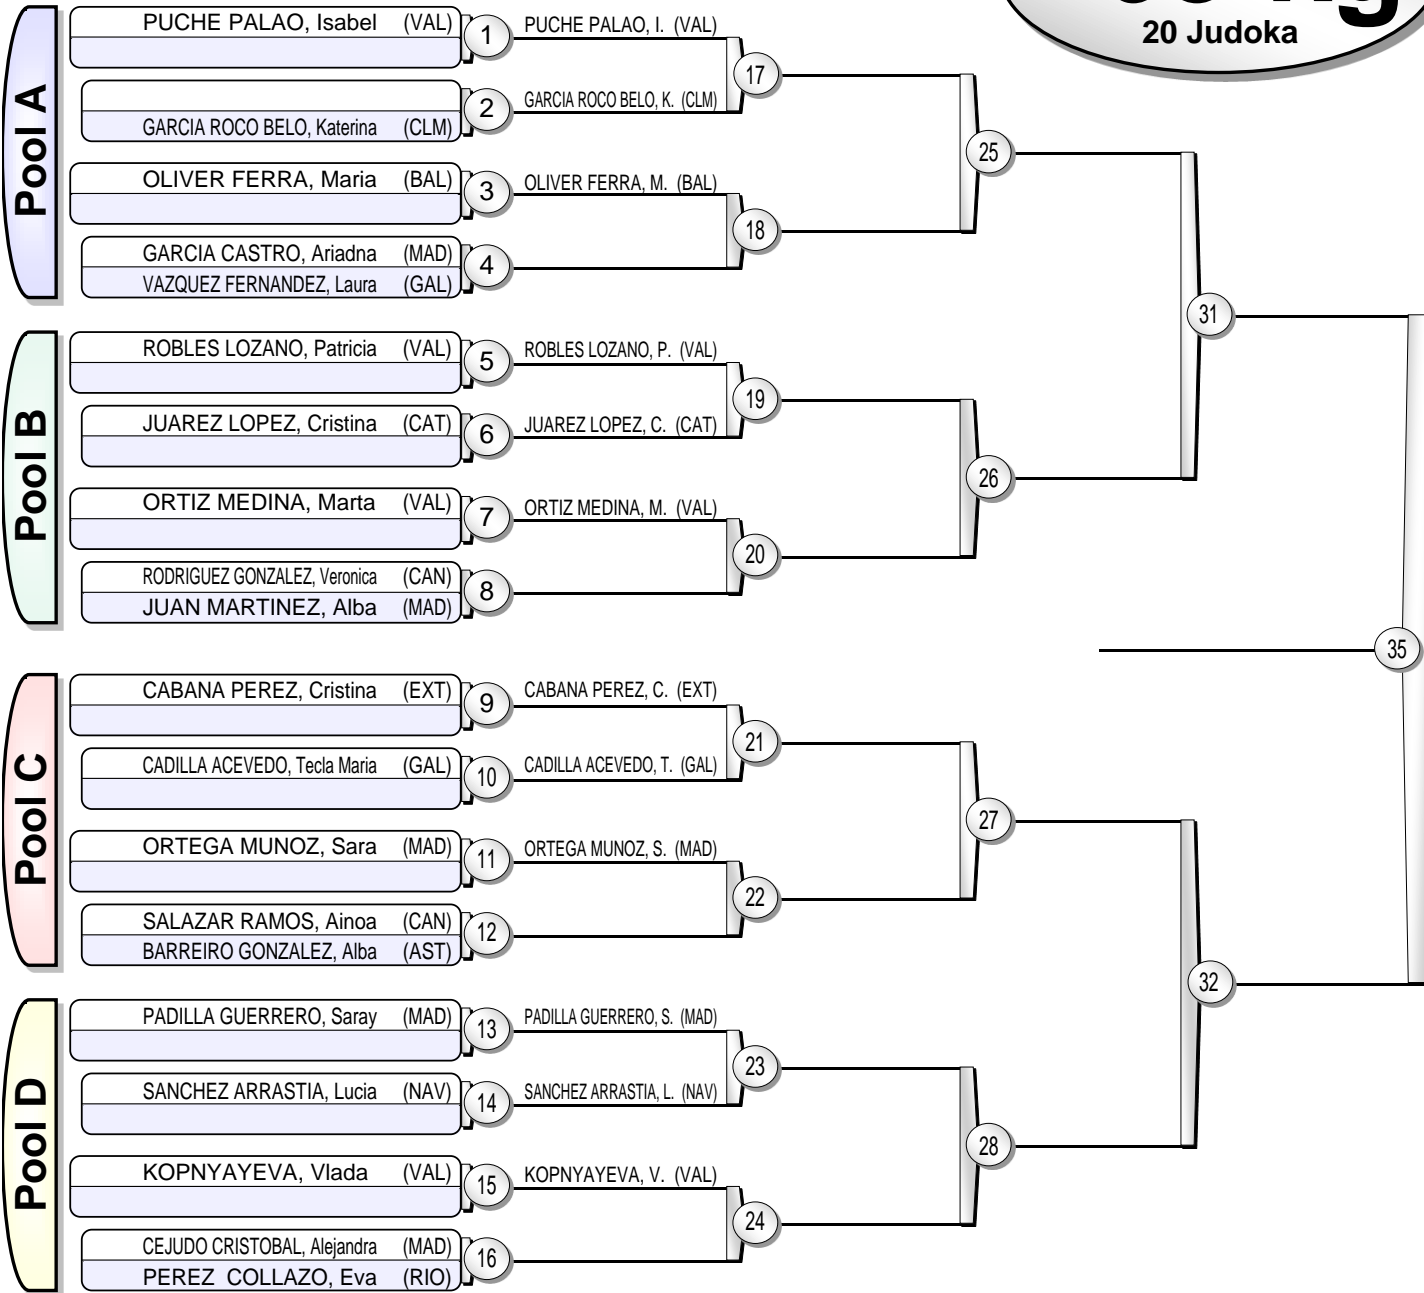 20 Judoka
Pool A
PUCHE PALAO, Isabel (VAL)
1
PUCHE PALAO, I. (VAL)
17
2
GARCIA ROCO BELO, K. (CLM)
GARCIA ROCO BELO, Katerina (CLM)
25
OLIVER FERRA, Maria (BAL)
3
OLIVER FERRA, M. (BAL)
18
GARCIA CASTRO, Ariadna (MAD)
4
VAZQUEZ FERNANDEZ, Laura (GAL)
31
Pool B
ROBLES LOZANO, Patricia (VAL)
5
ROBLES LOZANO, P. (VAL)
19
JUAREZ LOPEZ, Cristina (CAT)
6
JUAREZ LOPEZ, C. (CAT)
26
ORTIZ MEDINA, Marta (VAL)
7
ORTIZ MEDINA, M. (VAL)
20
RODRIGUEZ GONZALEZ, Veronica (CAN)
8
JUAN MARTINEZ, Alba (MAD)
35
Pool C
CABANA PEREZ, Cristina (EXT)
9
CABANA PEREZ, C. (EXT)
21
CADILLA ACEVEDO, Tecla Maria (GAL)
10
CADILLA ACEVEDO, T. (GAL)
27
ORTEGA MUNOZ, Sara (MAD)
11
ORTEGA MUNOZ, S. (MAD)
22
SALAZAR RAMOS, Ainoa (CAN)
12
BARREIRO GONZALEZ, Alba (AST)
32
Pool D
PADILLA GUERRERO, Saray (MAD)
13
PADILLA GUERRERO, S. (MAD)
23
SANCHEZ ARRASTIA, Lucia (NAV)
14
SANCHEZ ARRASTIA, L. (NAV)
28
KOPNYAYEVA, Vlada (VAL)
15
KOPNYAYEVA, V. (VAL)
24
CEJUDO CRISTOBAL, Alejandra (MAD)
16
PEREZ  COLLAZO, Eva (RIO)